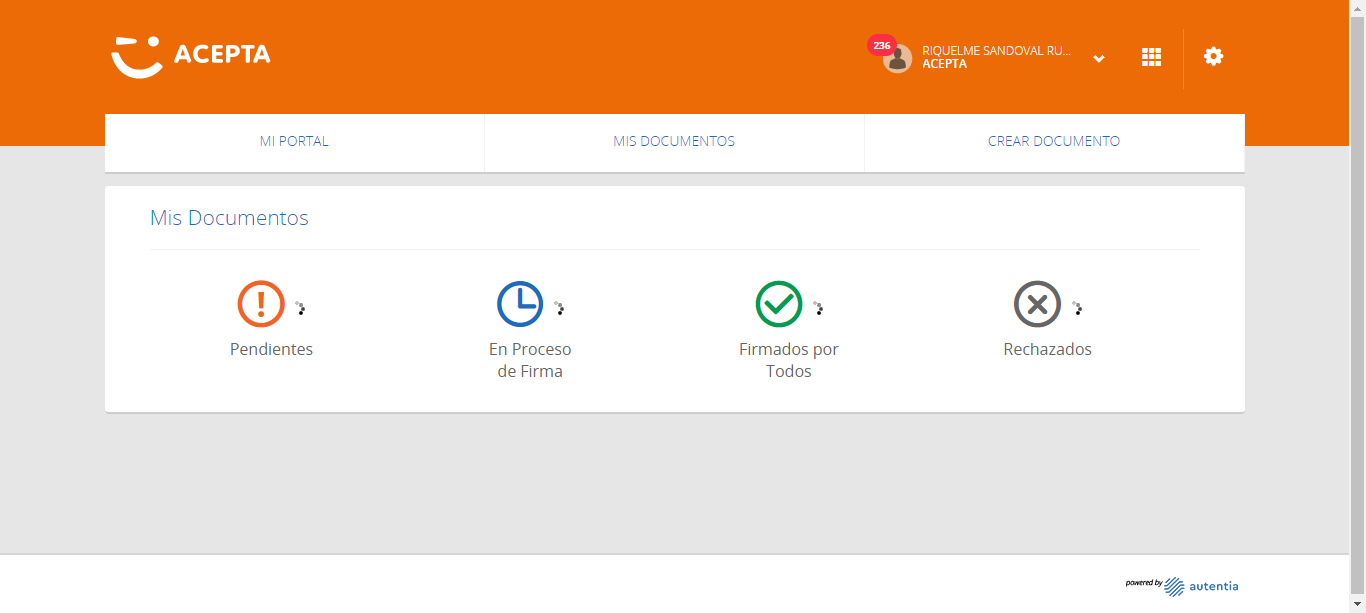 ACEPTA
236
RIQUELME SANDOVAL RU...
ACEPTA
MI PORTAL
MIS DOCUMENTOS
CREAR DOCUMENTO
Mis Documentos
Pendientes
En Proceso
de Firma
Firmados por
Todos
Rechazados
powered by
autentia